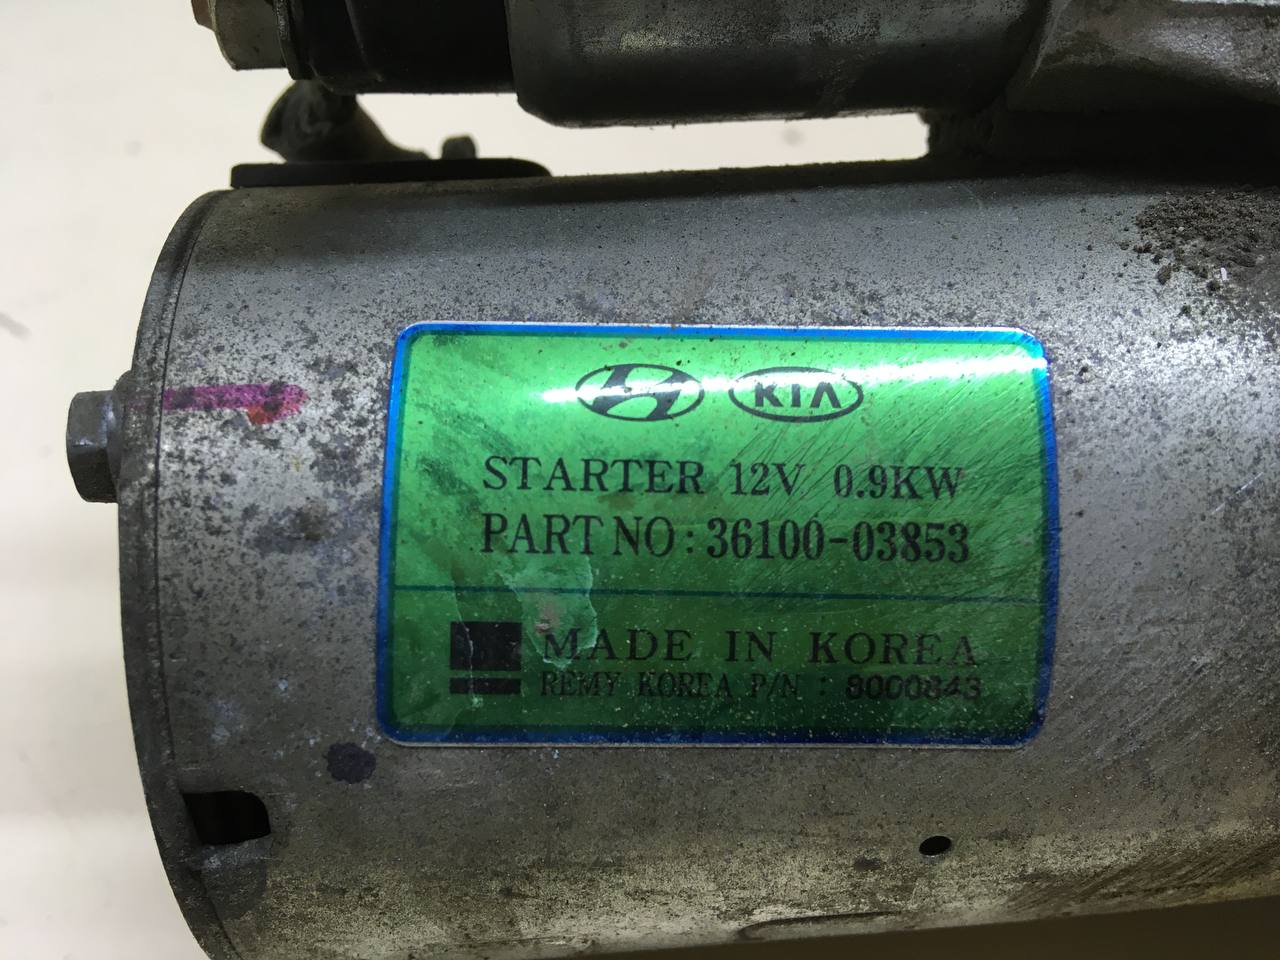 KIA
STARTER 12V 0.9KW
PART NO : 36100-03853
MADE IN KOREA
REMY KOREA P/N : 8000843